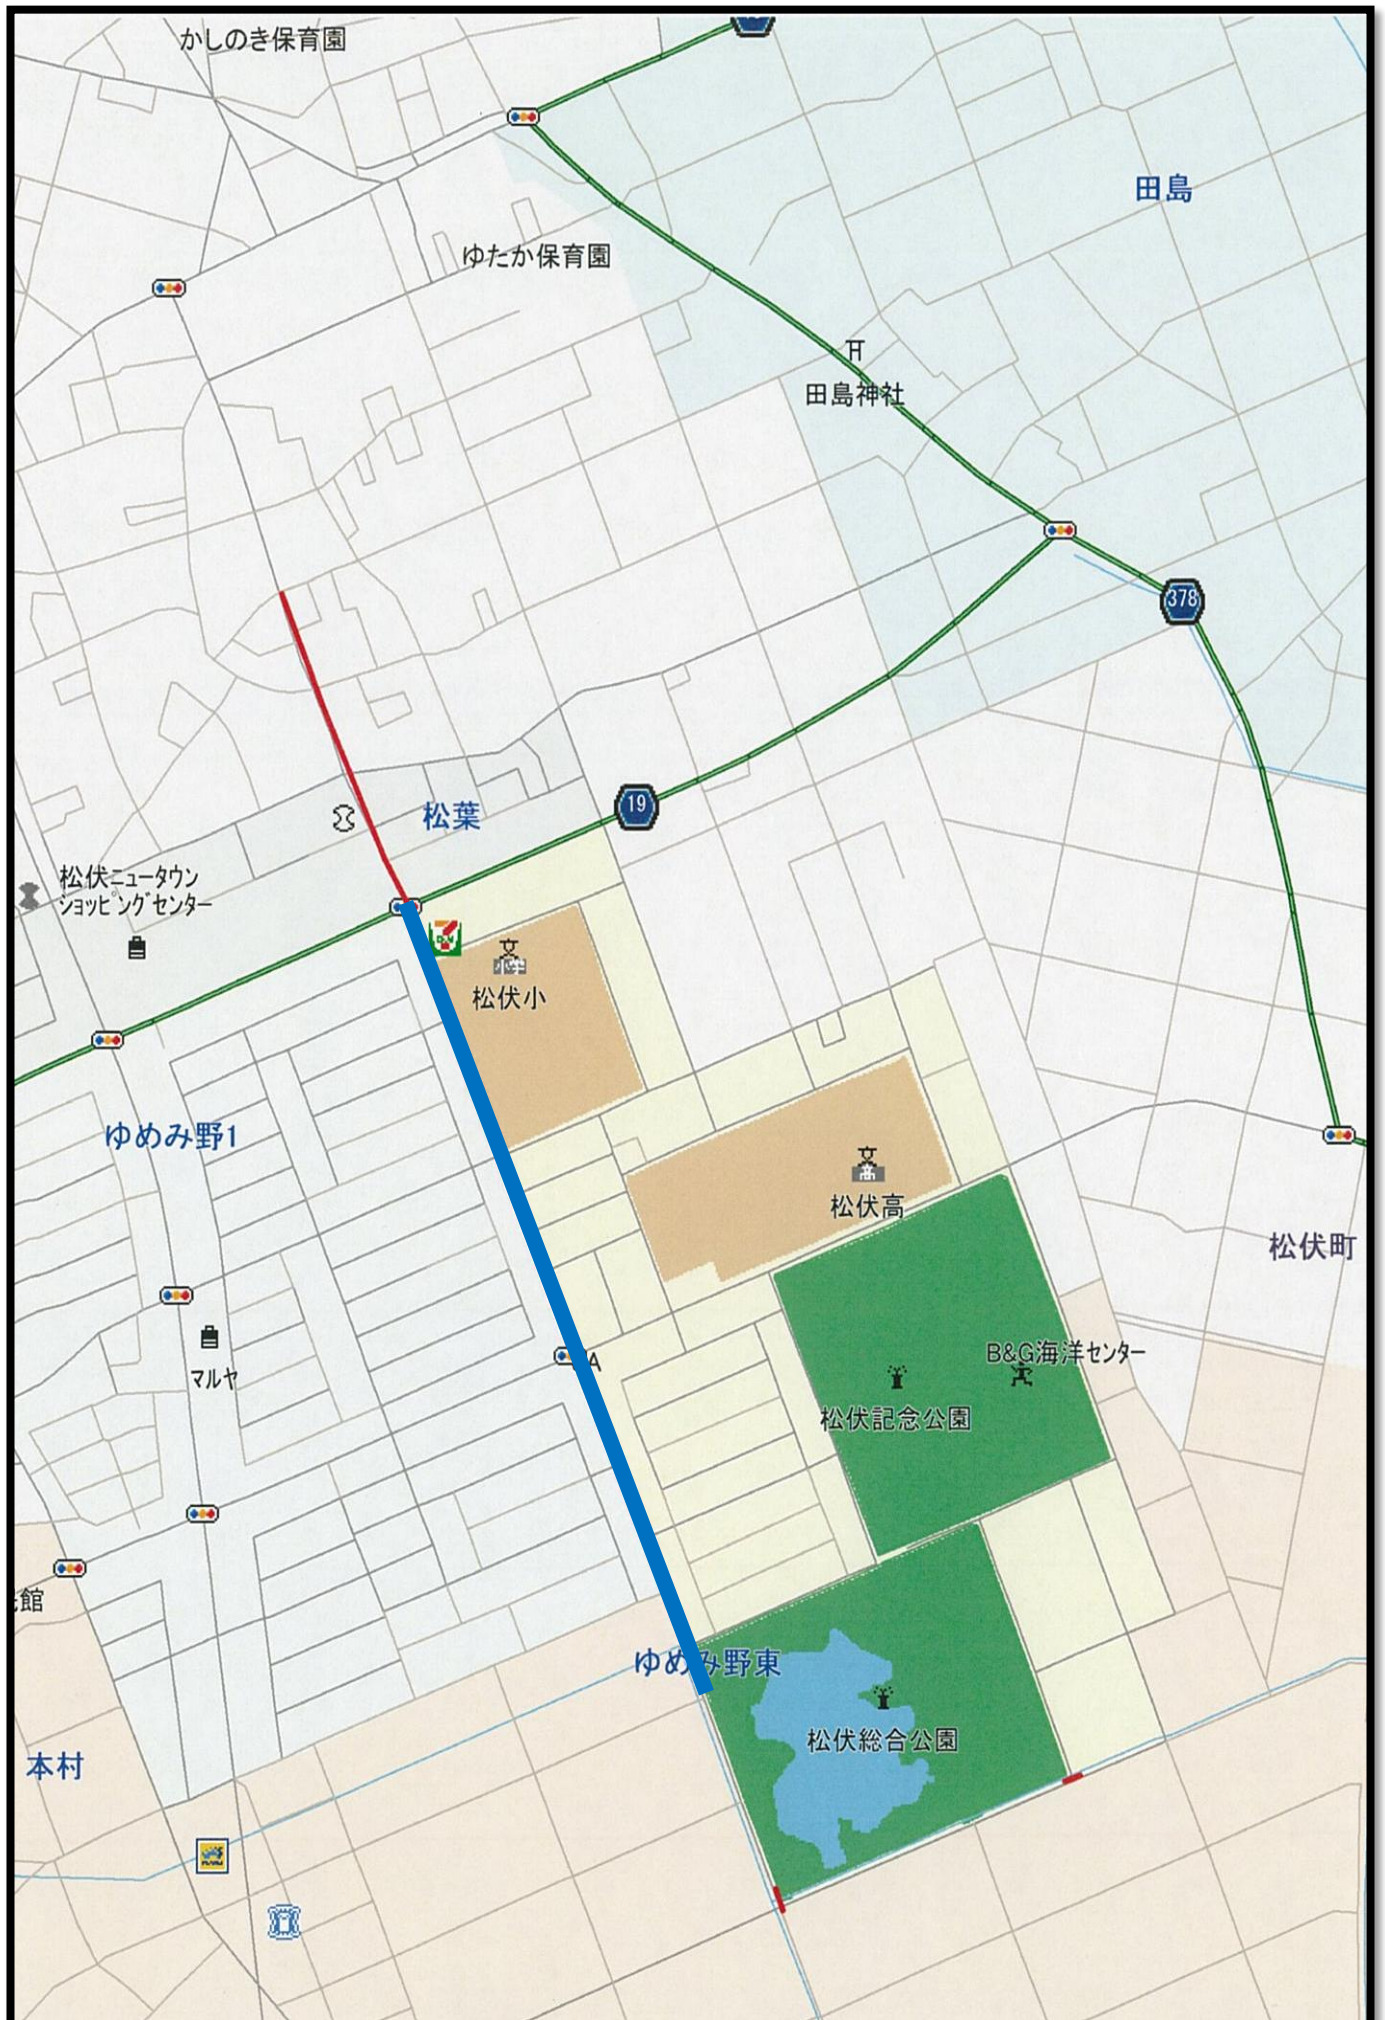 かしのき保育園
田島
ゆたか保育園
田島神社
378
19
松葉
松伏ニュータウン
ショッピングセンター
小学
松伏小
ゆめみ野1
高
松伏高
松伏町
マルヤ
A
B&G海洋センター
松伏記念公園
館
ゆめみ野東
松伏総合公園
本村